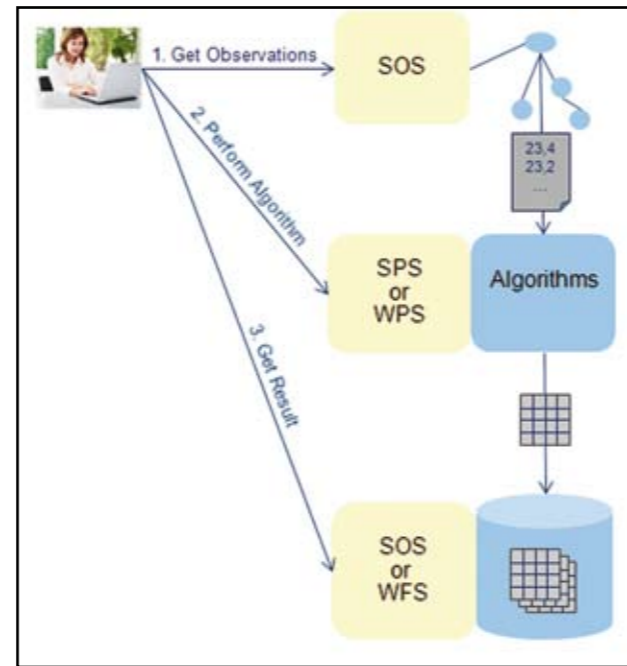 1. Get Observations
SOS
2. Perform Algorithm
23,4
23,2
...
SPS
or
WPS
Algorithms
3. Get Result
SOS
or
WFS